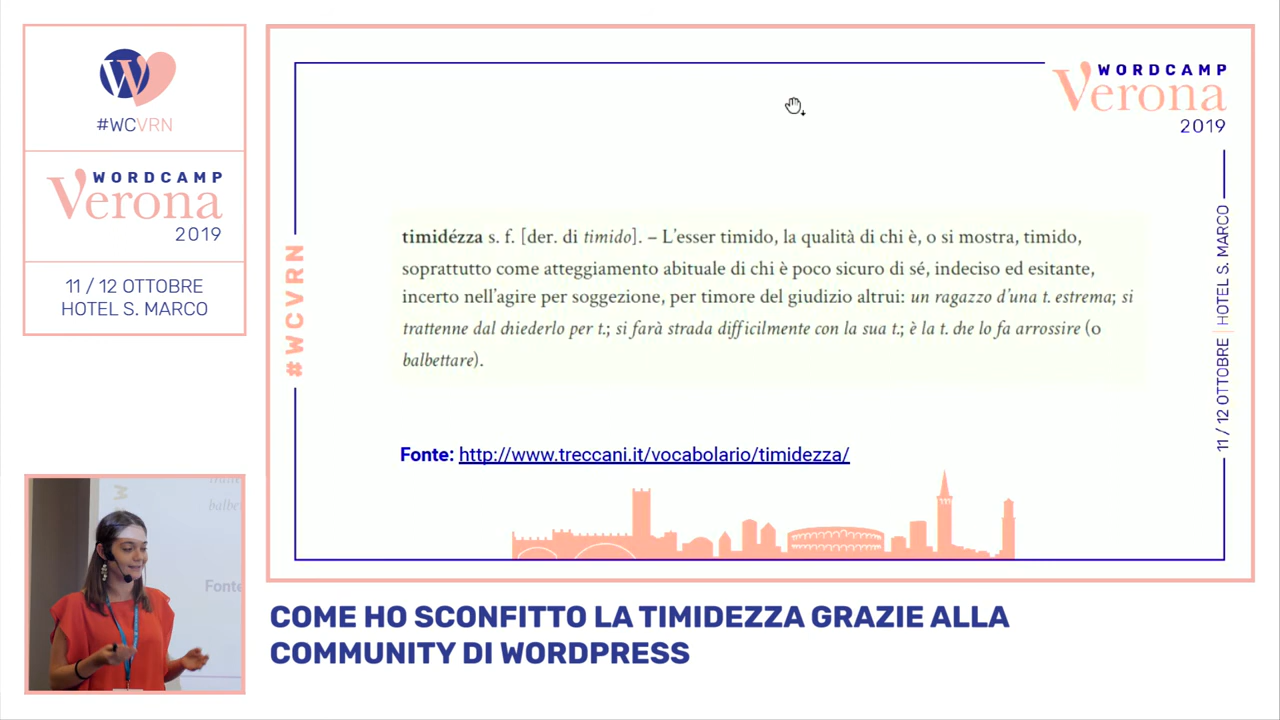 #WCVRN
WORDCAMP
Verona
2019
11 / 12 OTTOBRE
HOTEL S. MARCO
WORDCAMP
Verona
2019
#WCVRN
11 / 12 OTTOBRE | HOTEL S. MARCO
timidézza s. f. [der. di timido]. – L'esser timido, la qualità di chi è, o si mostra, timido,
soprattutto come atteggiamento abituale di chi è poco sicuro di sé, indeciso ed esitante,
incerto nell'agire per soggezione, per timore del giudizio altrui: un ragazzo d'una t. estrema; si
trattenne dal chiederlo per t.; si farà strada difficilmente con la sua t.; è la t. che lo fa arrossire (o
balbettare).
Fonte: http://www.treccani.it/vocabolario/timidezza/
balbe
Fonte
COME HO SCONFITTO LA TIMIDEZZA GRAZIE ALLA
COMMUNITY DI WORDPRESS